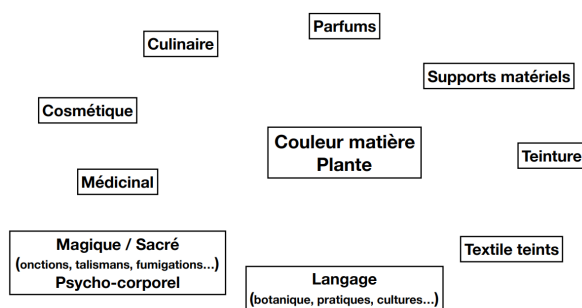 Parfums
Culinaire
Supports matériels
Cosmétique
Couleur matière
Plante
Teinture
Médicinal
Magique / Sacré
(onctions, talismans, fumigations...)
Psycho-corporel
Textile teints
Langage
(botanique, pratiques, cultures...)